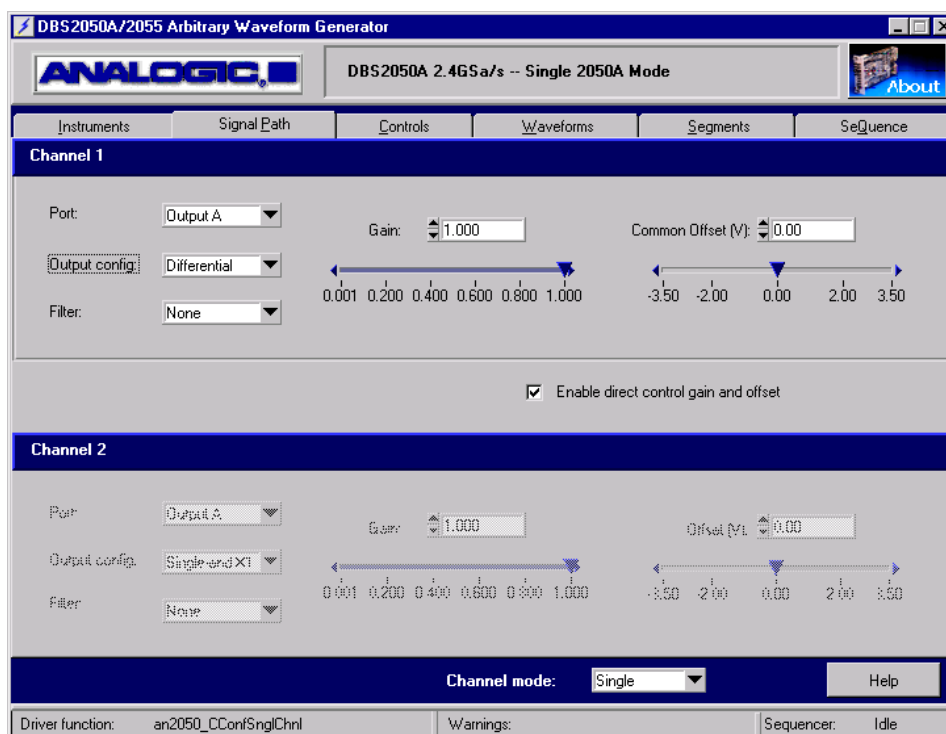 DBS2050A/2055 Arbitrary Waveform Generator
ANALOGIC
DBS2050A 2.4GSa/s -- Single 2050A Mode
About
Instruments Signal Path Controls Waveforms Segments SeQuence
Channel 1
Port: Output A
Gain: 1.000 Common Offset (V): 0.00
Output config: Differential
0.001 0.200 0.400 0.600 0.800 1.000 -3.50 -2.00 0.00 2.00 3.50
Filter: None
Enable direct control gain and offset
Channel 2
Port: Output A
Gain: 1.000 Offset (V): 0.00
Output config. Single-end X1
0.001 0.200 0.400 0.600 0.800 1.000 -3.50 -2.00 0.00 2.00 3.50
Filter None
Channel mode: Single Help
Driver function: an2050_CConfSnglChnl Warnings: Sequencer: Idle